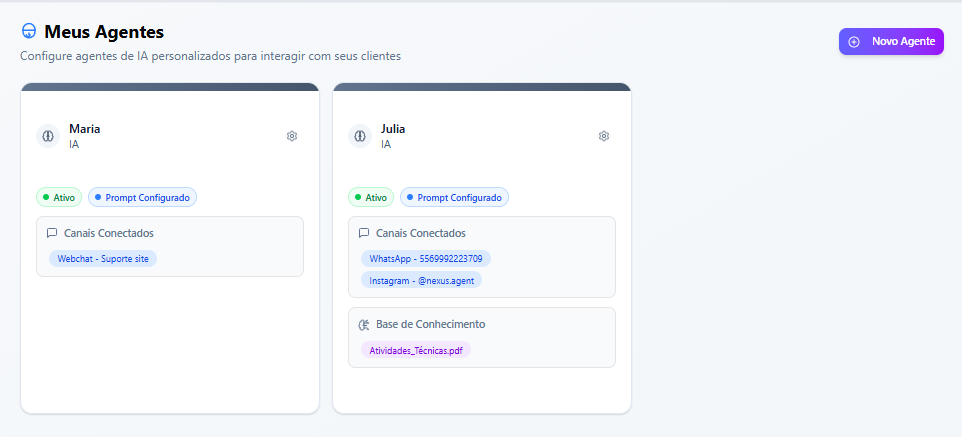 Meus Agentes
Configure agentes de IA personalizados para interagir com seus clientes
Novo Agente
Maria
IA
Ativo
Prompt Configurado
Canais Conectados
Webchat - Suporte site
Julia
IA
Ativo
Prompt Configurado
Canais Conectados
WhatsApp - 5569992223709
Instagram - @nexus.agent
Base de Conhecimento
Atividades_Técnicas.pdf